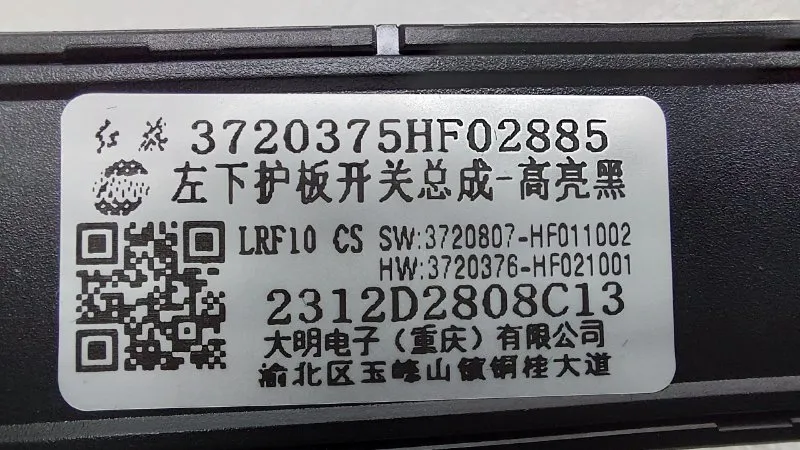 3720375HF02885
左下护板开关总成-高亮黑
LRF10 CS SW:3720807-HF011002
HW:3720376-HF021001
2312D2808C13
大明电子（重庆）有限公司
渝北区玉峰山镇铜桂大道